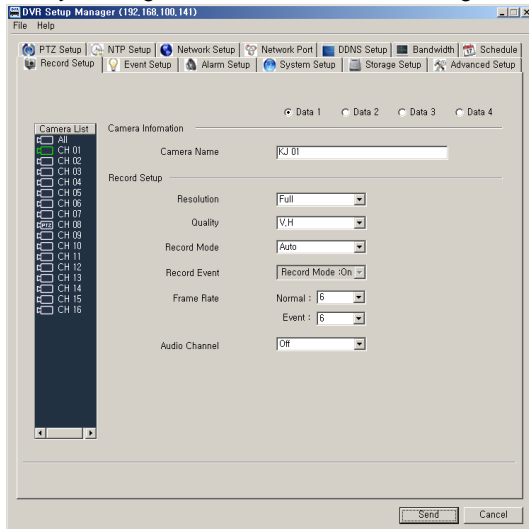 DVR Setup Manager (192,168,100,141)
File Help
PTZ Setup NTP Setup Network Setup Network Port DDNS Setup Bandwidth Schedule
Record Setup Event Setup Alarm Setup System Setup Storage Setup Advanced Setup
Data 1 Data 2 Data 3 Data 4
Camera List
All
CH 01
CH 02
CH 03
CH 04
CH 05
CH 06
CH 07
PTZ CH 08
CH 09
CH 10
CH 11
CH 12
CH 13
CH 14
CH 15
CH 16
Camera Infomation
Camera Name KJ 01
Record Setup
Resolution Full
Quality V,H
Record Mode Auto
Record Event Record Mode :On
Frame Rate Normal : 6
Event : 6
Audio Channel Off
Send Cancel